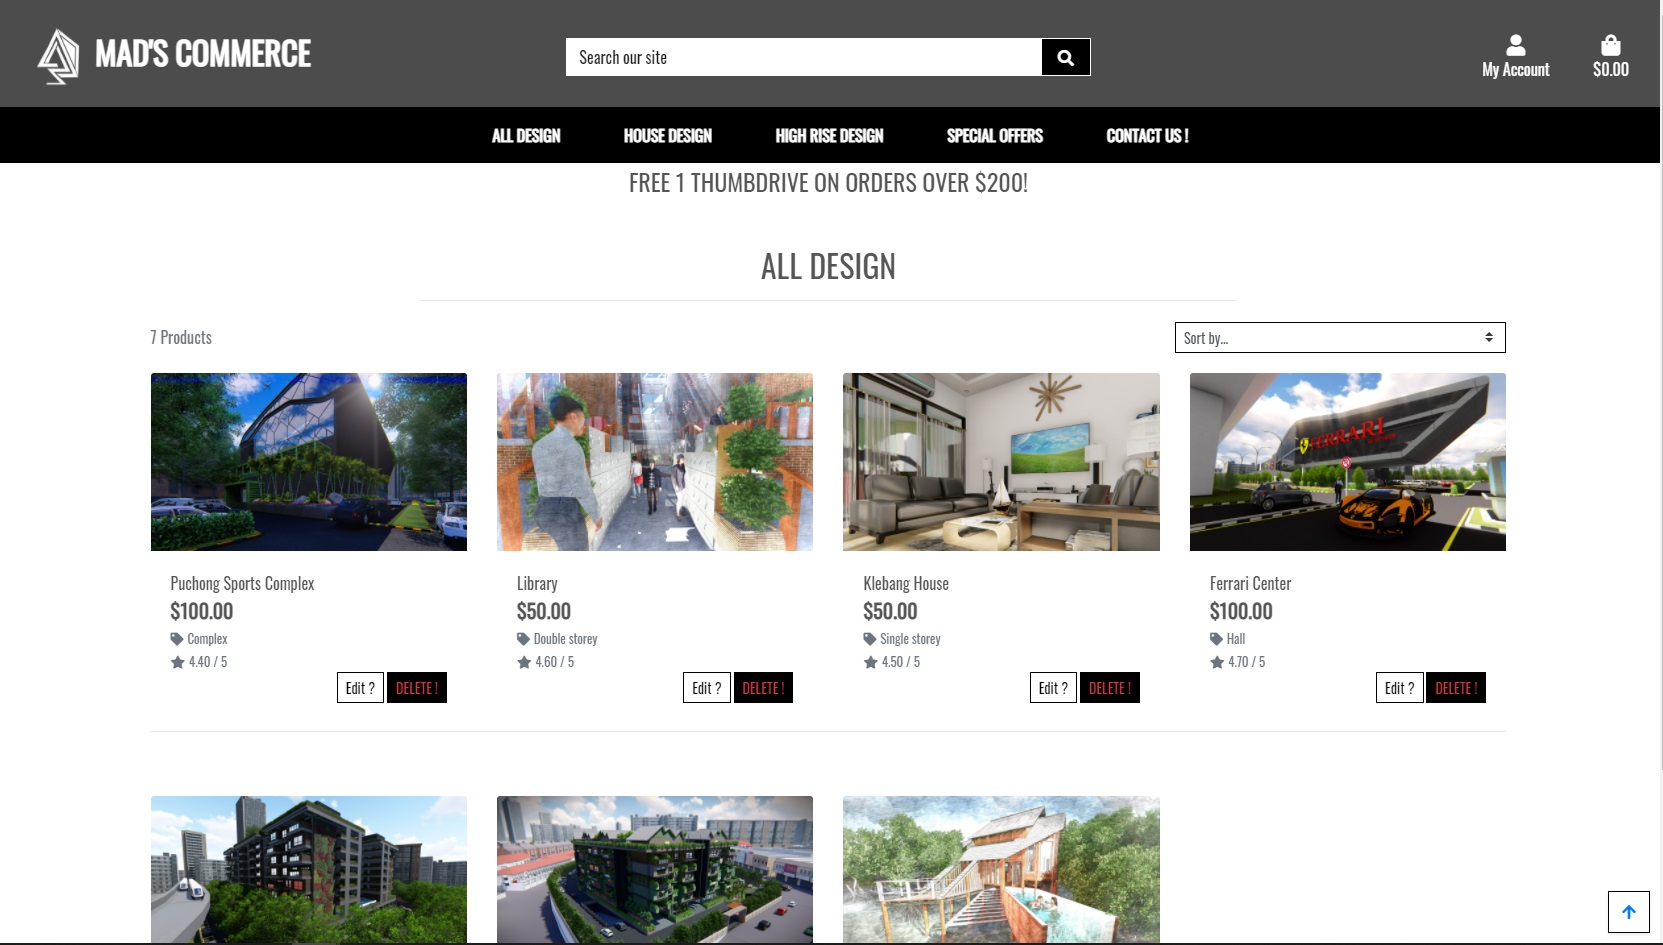 MAD'S COMMERCE
Search our site
My Account
$0.00
ALL DESIGN
HOUSE DESIGN
HIGH RISE DESIGN
SPECIAL OFFERS
CONTACT US !
FREE 1 THUMBDRIVE ON ORDERS OVER $200!
ALL DESIGN
7 Products
Sort by...
FERRARI
Puchong Sports Complex
$100.00
Complex
4.40 / 5
Edit ?
DELETE !
Library
$50.00
Double storey
4.60 / 5
Edit ?
DELETE !
Klebang House
$50.00
Single storey
4.50 / 5
Edit ?
DELETE !
Ferrari Center
$100.00
Hall
4.70 / 5
Edit ?
DELETE !